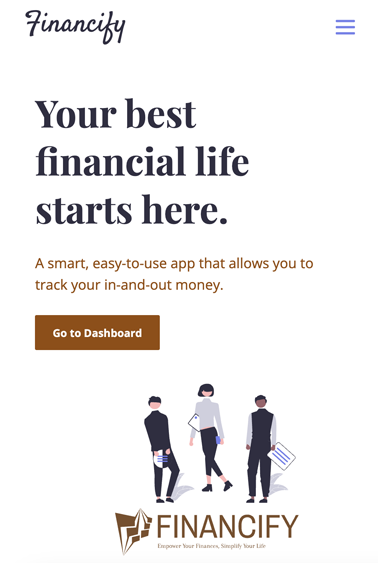 Financify
Your best
financial life
starts here.
A smart, easy-to-use app that allows you to
track your in-and-out money.
Go to Dashboard
FINANCIFY
Empower Your Finances, Simplify Your Life